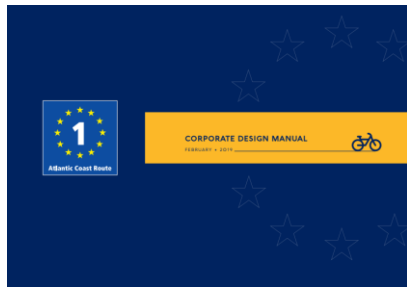 1
Atlantic Coast Route
CORPORATE DESIGN MANUAL
FEBRUARY • 2019